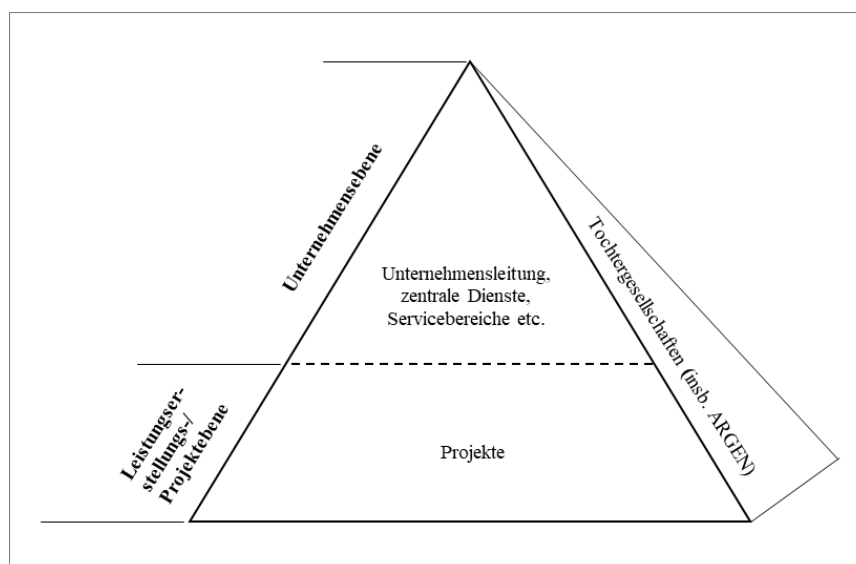 Unternehmensebene
Unternehmensleitung,
zentrale Dienste,
Servicebereiche etc.
Tochtergesellschaften (insb. ARGEN)
Leistungser-
stellungs-/
Projektebene
Projekte